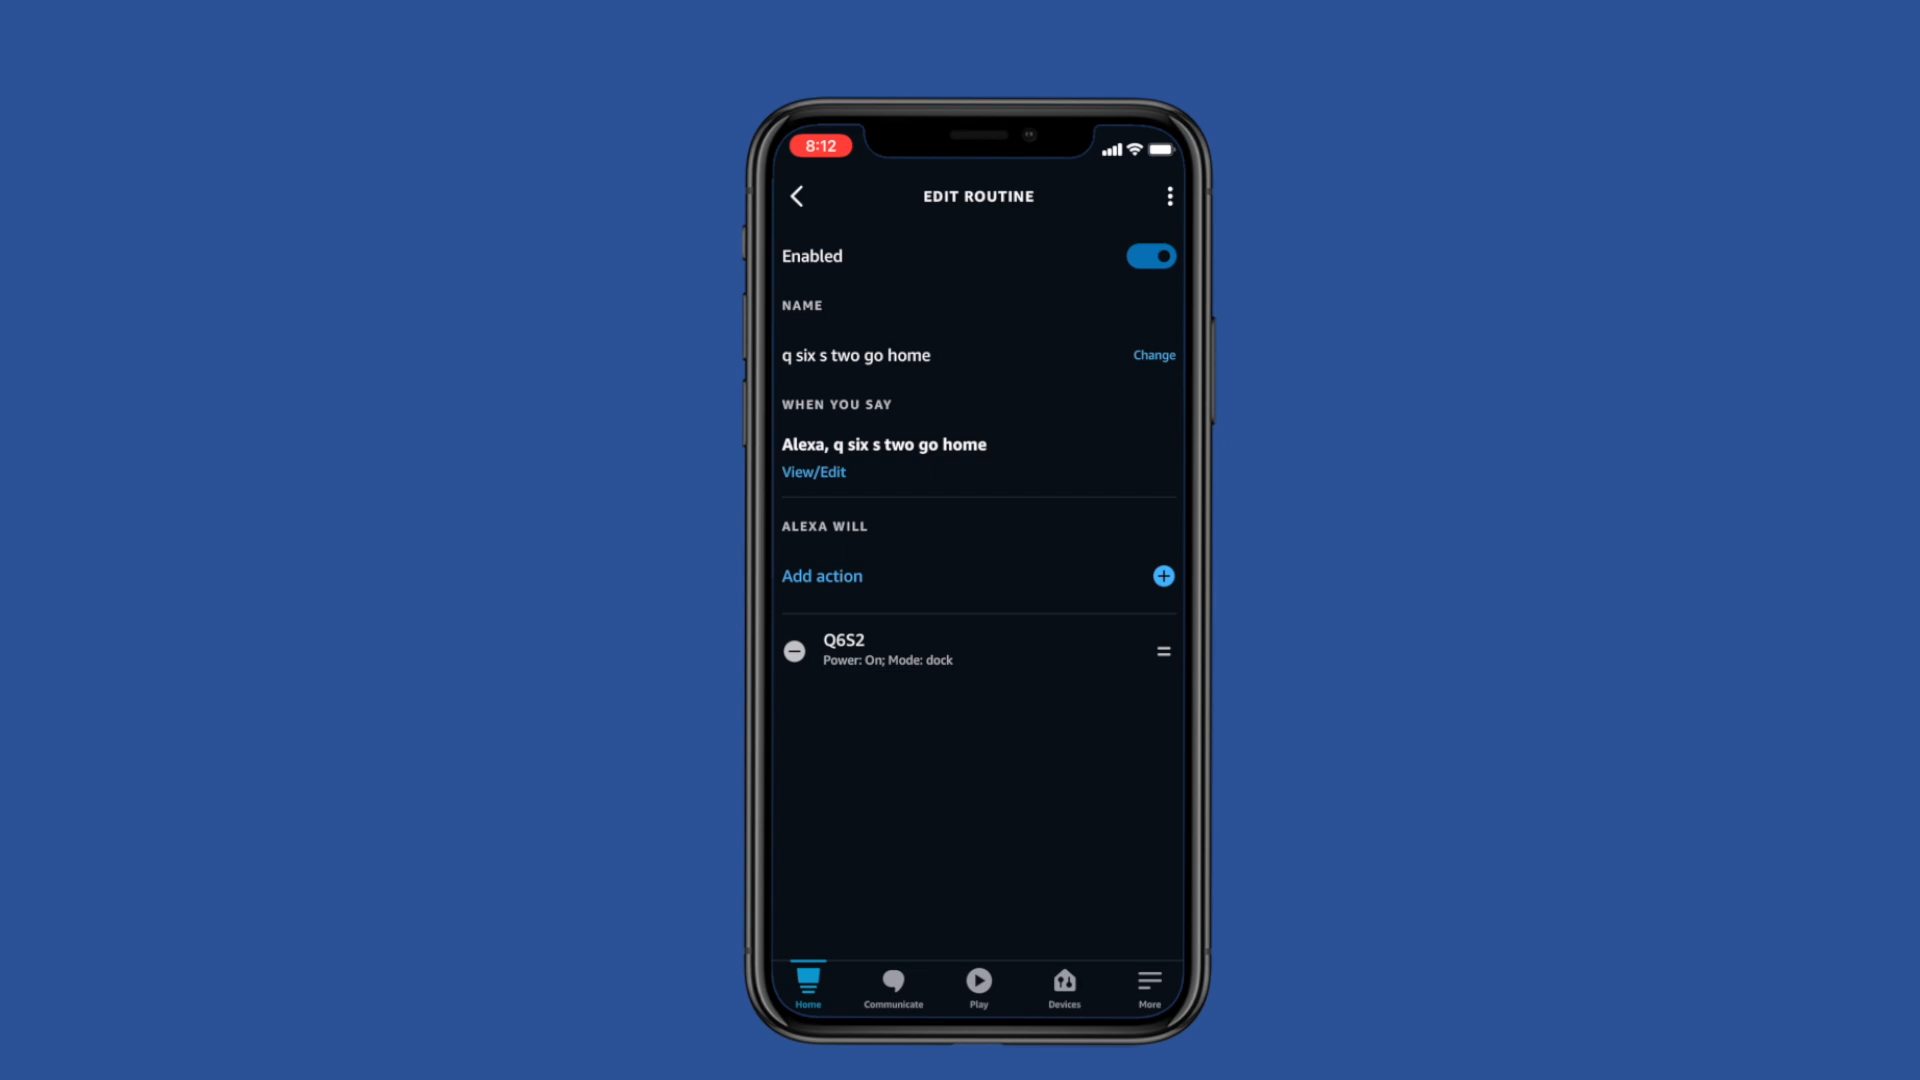 8:12
EDIT ROUTINE
Enabled
NAME
q six s two go home
Change
WHEN YOU SAY
Alexa, q six s two go home
View/Edit
ALEXA WILL
Add action
Q6S2
Power: On; Mode: dock
Home
Communicate
Play
Devices
More